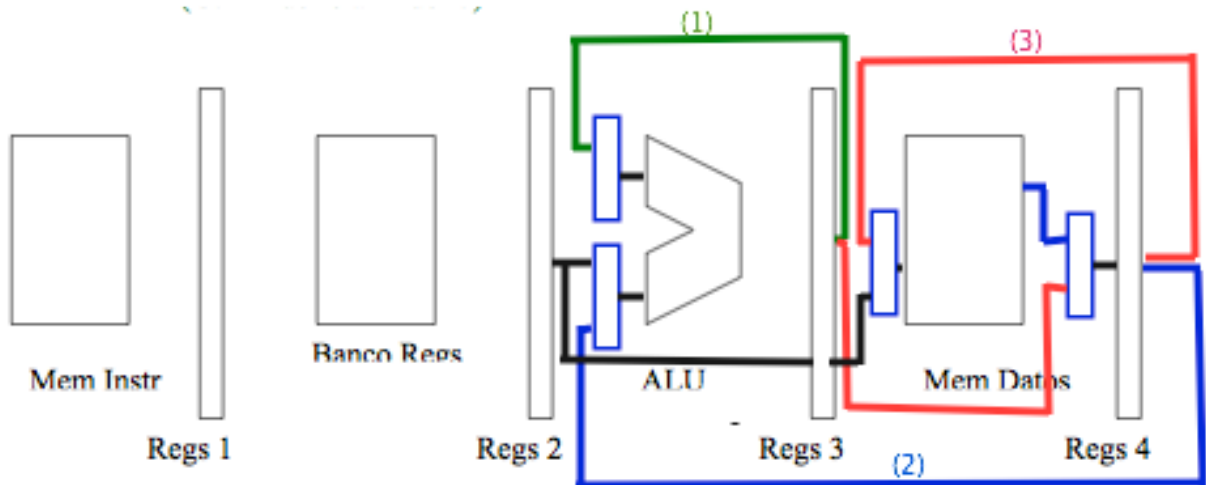 (1)
(3)
Mem Instr
Banco Regs
ALU
Mem Datos
Regs 1
Regs 2
Regs 3
Regs 4
(2)